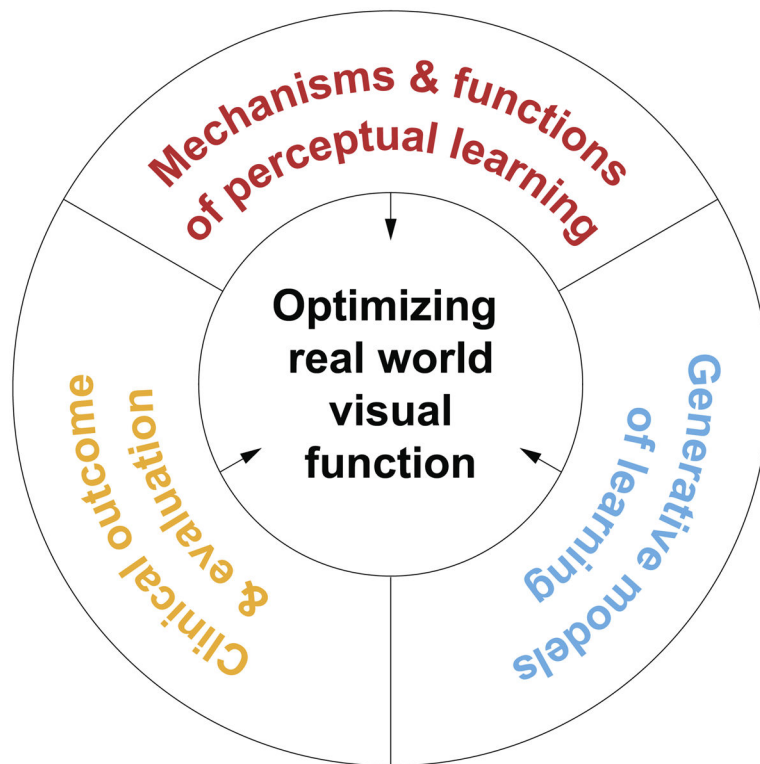 Mechanisms & functions
of perceptual learning
Optimizing
real world
visual
function
Generative models
of learning
Clinical outcome
& evaluation